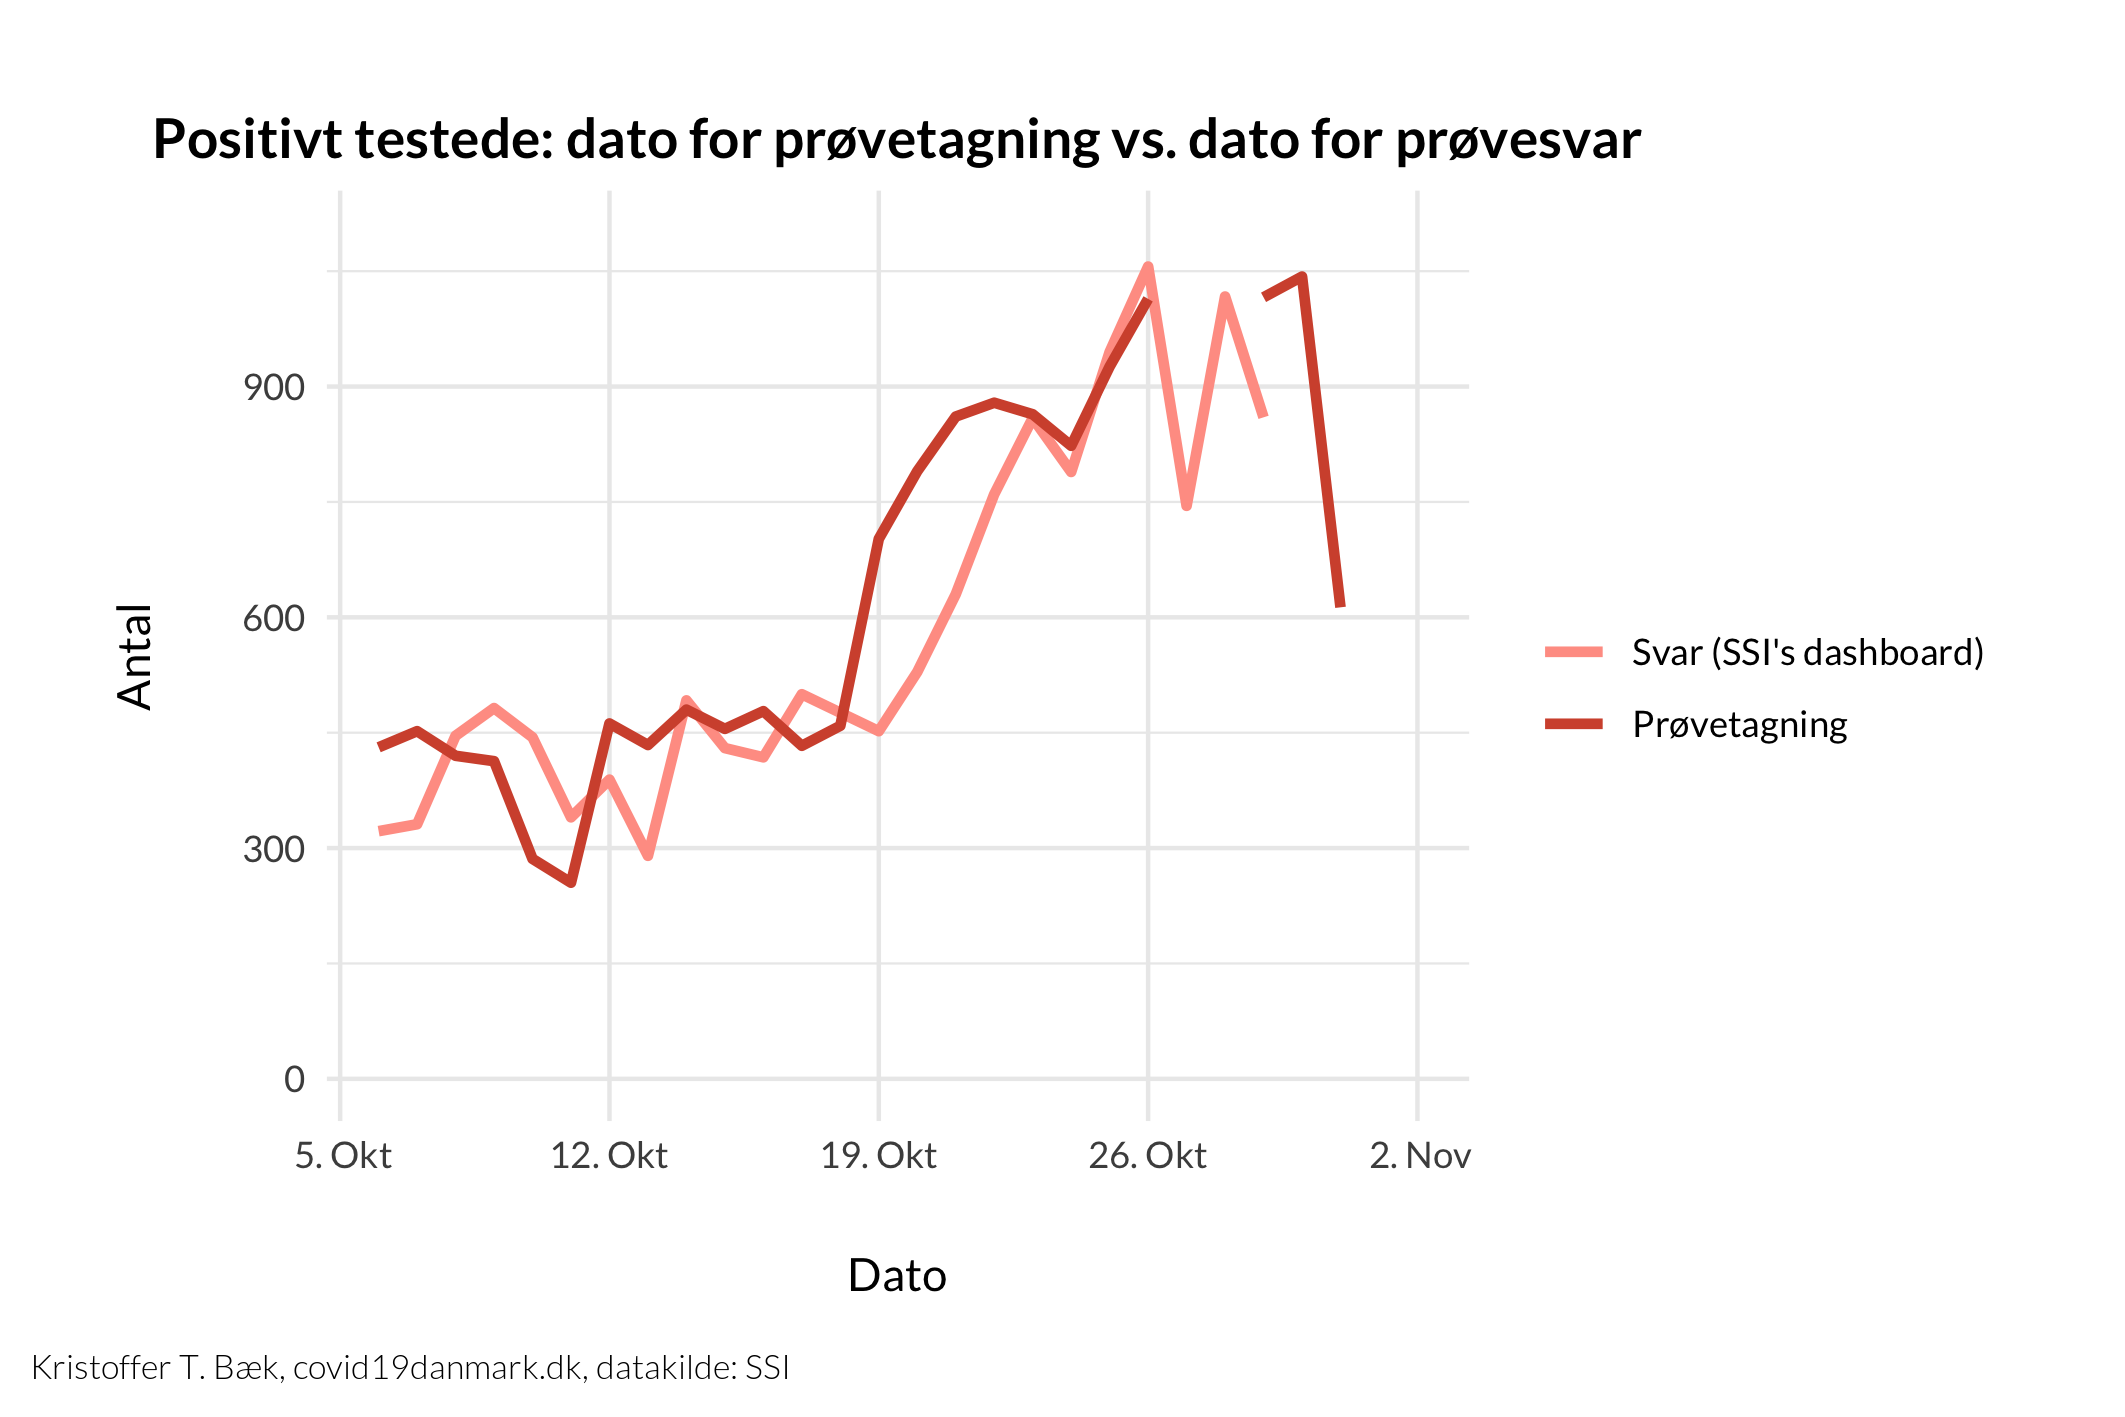 Positivt testede: dato for prøvetagning vs. dato for prøvesvar
Antal
900
600
300
0
5. Okt
12. Okt
19. Okt
26. Okt
2. Nov
Dato
Svar (SSI's dashboard)
Prøvetagning
Kristoffer T. Bæk, covid19danmark.dk, datakilde: SSI